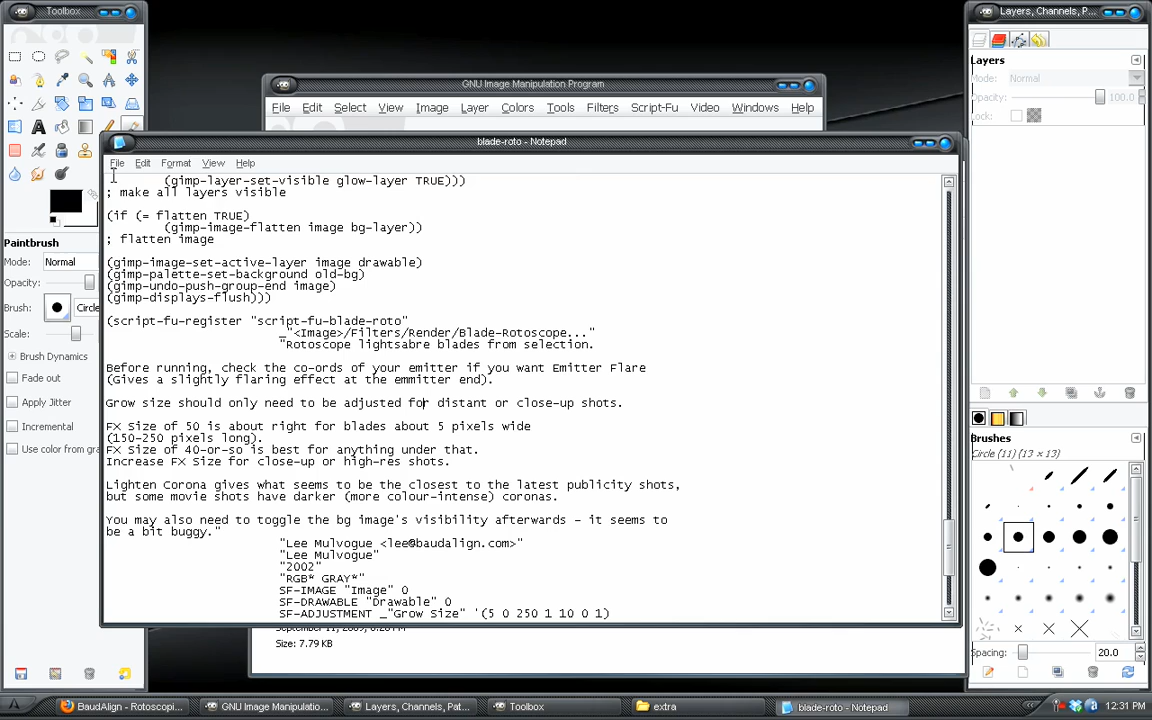 Toolbox
GNU Image Manipulation Program
Layers, Channels, P...
File Edit Select View Image Layer Colors Tools Filters Script-Fu Video Windows Help
Layers
Mode: Normal
Opacity: 100.0
Lock:
blade-roto - Notepad
File Edit Format View Help
(gimp-layer-set-visible glow-layer TRUE)))
; make all layers visible
(if (= flatten TRUE)
(gimp-image-flatten image bg-layer))
; flatten image
(gimp-image-set-active-layer image drawable)
(gimp-palette-set-background old-bg)
(gimp-undo-push-group-end image)
(gimp-displays-flush)))
(script-fu-register "script-fu-blade-roto"
_"<Image>/Filters/Render/Blade-Rotoscope..."
"Rotoscope lightsabre blades from selection.
Before running, check the co-ords of your emitter if you want Emitter Flare
(Gives a slightly flaring effect at the emmitter end).
Grow size should only need to be adjusted for distant or close-up shots.
FX Size of 50 is about right for blades about 5 pixels wide
(150-250 pixels long).
FX Size of 40-or-so is best for anything under that.
Increase FX Size for close-up or high-res shots.
Lighten Corona gives what seems to be the closest to the latest publicity shots,
but some movie shots have darker (more colour-intense) coronas.
You may also need to toggle the bg image's visibility afterwards - it seems to
be a bit buggy."
"Lee Mulvogue <lee@baudalign.com>"
"Lee Mulvogue"
"2002"
"RGB* GRAY*"
SF-IMAGE "Image" 0
SF-DRAWABLE "Drawable" 0
SF-ADJUSTMENT _"Grow Size" '(5 0 250 1 10 0 1)
Paintbrush
Mode: Normal
Opacity:
Brush: Circle
Scale:
Brush Dynamics
Fade out
Apply Jitter
Incremental
Use color from gra
Size: 7.79 KB
Brushes
Circle (11) (13 × 13)
Spacing: 20.0
BaudAlign - Rotoscopi...
GNU Image Manipulatio...
Layers, Channels, Pat...
Toolbox
extra
blade-roto - Notepad
12:31 PM